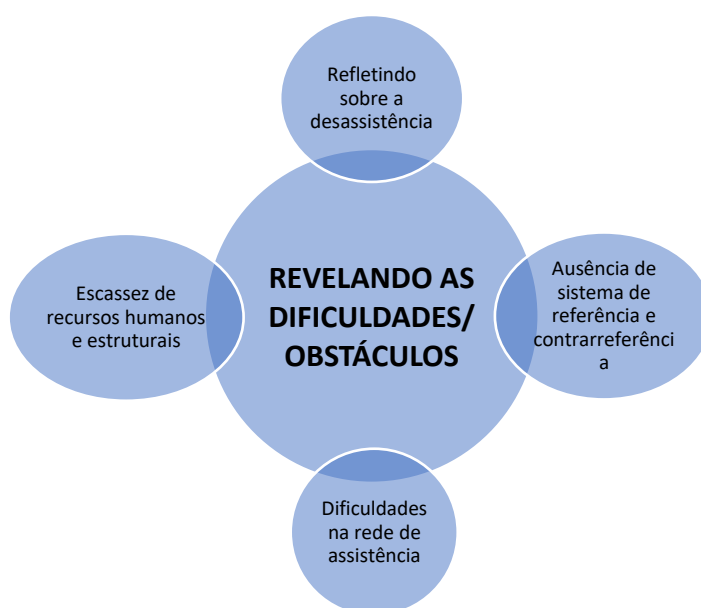 Refletindo
sobre a
desassistência
Escassez de
recursos humanos
e estruturais
REVELANDO AS
DIFICULDADES/
OBSTÁCULOS
Ausência de
sistema de
referência e
contrarreferênci
a
Dificuldades
na rede de
assistência